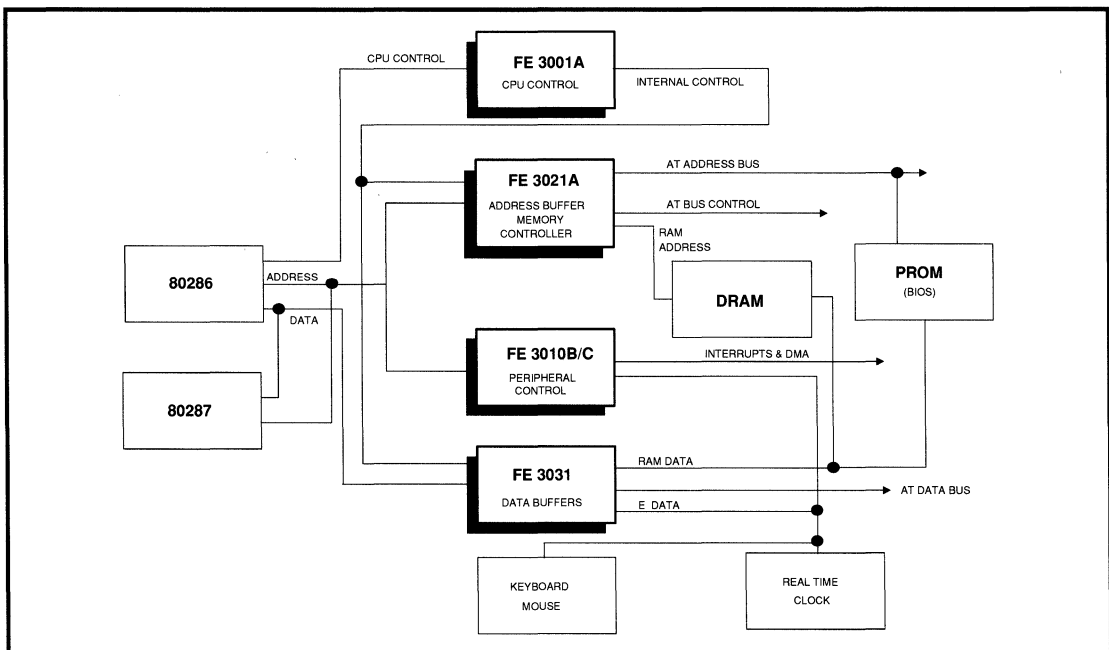 CPU CONTROL
FE 3001A
CPU CONTROL
INTERNAL CONTROL
FE 3021A
ADDRESS BUFFER
MEMORY
CONTROLLER
AT ADDRESS BUS
AT BUS CONTROL
RAM
ADDRESS
80286
ADDRESS
DATA
DRAM
PROM
(BIOS)
80287
FE 3010B/C
PERIPHERAL
CONTROL
INTERRUPTS & DMA
FE 3031
DATA BUFFERS
RAM DATA
AT DATA BUS
E DATA
KEYBOARD
MOUSE
REAL TIME
CLOCK